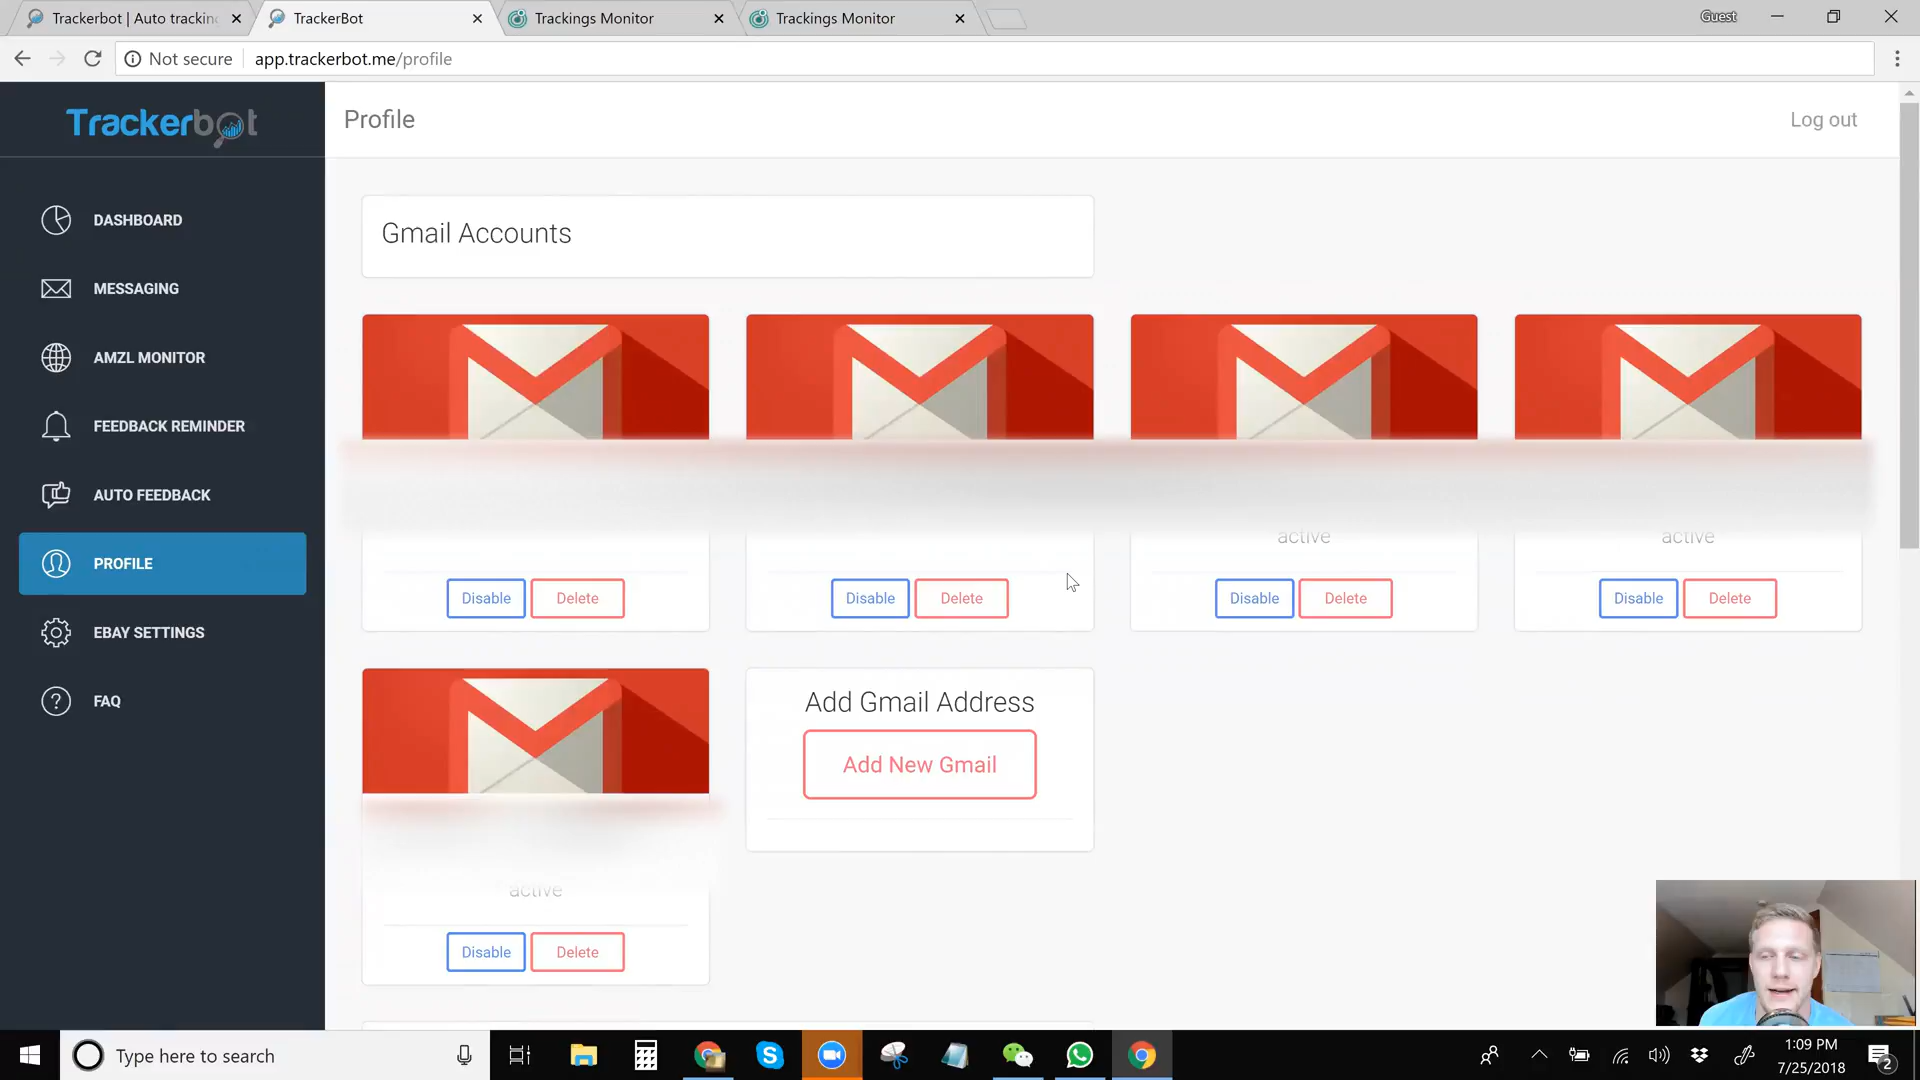 Trackerbot | Auto trackin
TrackerBot
Trackings Monitor
Trackings Monitor
Guest
Not secure
app.trackerbot.me/profile
Trackerbot
Profile
Log out
DASHBOARD
MESSAGING
AMZL MONITOR
FEEDBACK REMINDER
AUTO FEEDBACK
PROFILE
EBAY SETTINGS
FAQ
Gmail Accounts
active
active
Disable
Delete
Disable
Delete
Disable
Delete
Disable
Delete
Add Gmail Address
Add New Gmail
active
Disable
Delete
Type here to search
1:09 PM
7/25/2018
2